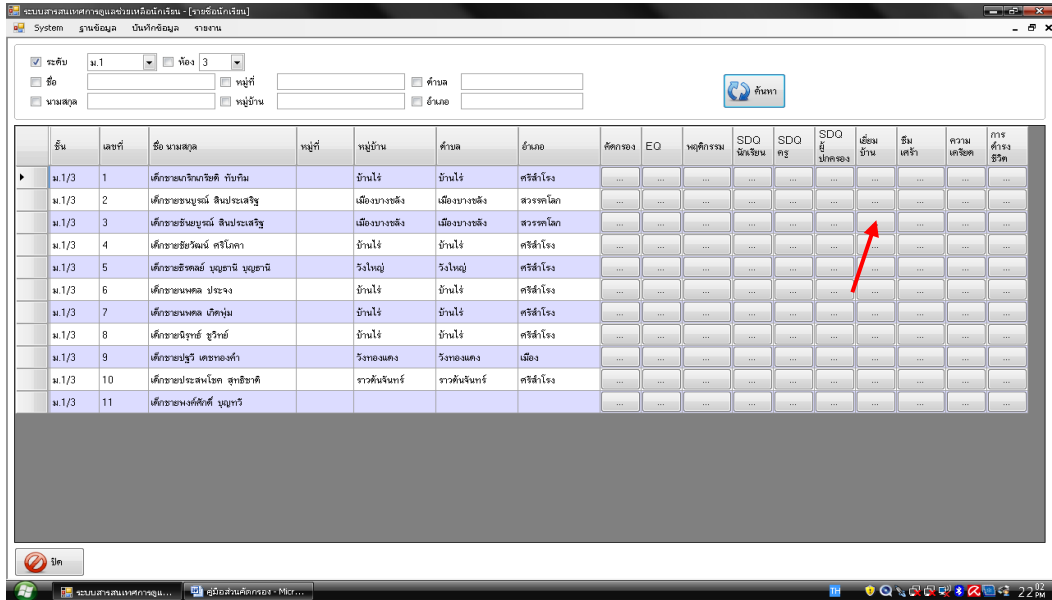 ระบบสารสนเทศการดูแลช่วยเหลือนักเรียน - [รายชื่อนักเรียน]
System ฐานข้อมูล บันทึกข้อมูล รายงาน
ระดับ ม.1 ห้อง 3
ชื่อ หมู่ที่ ตำบล
ค้นหา
นามสกุล หมู่บ้าน อำเภอ
ชั้น เลขที่ ชื่อ นามสกุล หมู่ที่ หมู่บ้าน ตำบล อำเภอ คัดกรอง EQ พฤติกรรม SDQ นักเรียน SDQ ครู SDQ ผู้ปกครอง เยี่ยมบ้าน ซึมเศร้า ความเครียด การดำรงชีวิต
ม.1/3 1 เด็กชายเกริกเกริยติ ทับทิม บ้านไร่ บ้านไร่ ศรีสำโรง ... ... ... ... ... ... ... ... ... ...
ม.1/3 2 เด็กชายชนบูรณ์ สินประเสริฐ เมืองบางขลัง เมืองบางขลัง สวรรคโลก ... ... ... ... ... ... ... ... ... ...
ม.1/3 3 เด็กชายชันยบูรณ์ สินประเสริฐ เมืองบางขลัง เมืองบางขลัง สวรรคโลก ... ... ... ... ... ... ... ... ... ...
ม.1/3 4 เด็กชายชัยวัฒน์ ศรีโภคา บ้านไร่ บ้านไร่ ศรีสำโรง ... ... ... ... ... ... ... ... ... ...
ม.1/3 5 เด็กชายธิรดลย์ บุญธานี บุญธานี วังใหญ่ วังใหญ่ ศรีสำโรง ... ... ... ... ... ... ... ... ... ...
ม.1/3 6 เด็กชายนพดล ประจง บ้านไร่ บ้านไร่ ศรีสำโรง ... ... ... ... ... ... ... ... ... ...
ม.1/3 7 เด็กชายนพดล เกิดพุ่ม บ้านไร่ บ้านไร่ ศรีสำโรง ... ... ... ... ... ... ... ... ... ...
ม.1/3 8 เด็กชายนิรุทธ์ ชูวิทย์ บ้านไร่ บ้านไร่ ศรีสำโรง ... ... ... ... ... ... ... ... ... ...
ม.1/3 9 เด็กชายปฐวี เดชทองคำ วังทองแดง วังทองแดง เมือง ... ... ... ... ... ... ... ... ... ...
ม.1/3 10 เด็กชายประสพโชค สุทธิชาติ ราวต้นจันทร์ ราวต้นจันทร์ ศรีสำโรง ... ... ... ... ... ... ... ... ... ...
ม.1/3 11 เด็กชายพงค์ศักดิ์ บุญทวี ... ... ... ... ... ... ... ... ... ...
ปิด
ระบบสารสนเทศการดูแ... คู่มือส่วนคัดกรอง - Micr... TH 22 02 PM